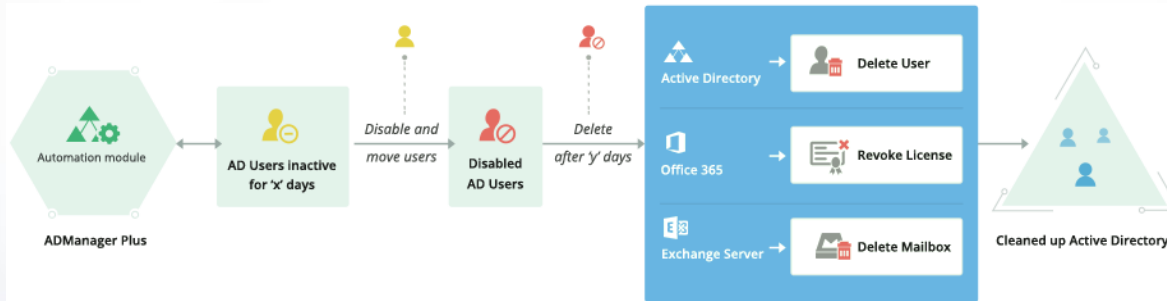 Automation module
ADManager Plus
AD Users inactive
for ‘x’ days
Disable and
move users
Disabled
AD Users
Delete
after ‘y’ days
Active Directory
Delete User
Office 365
Revoke License
Exchange Server
Delete Mailbox
Cleaned up Active Directory